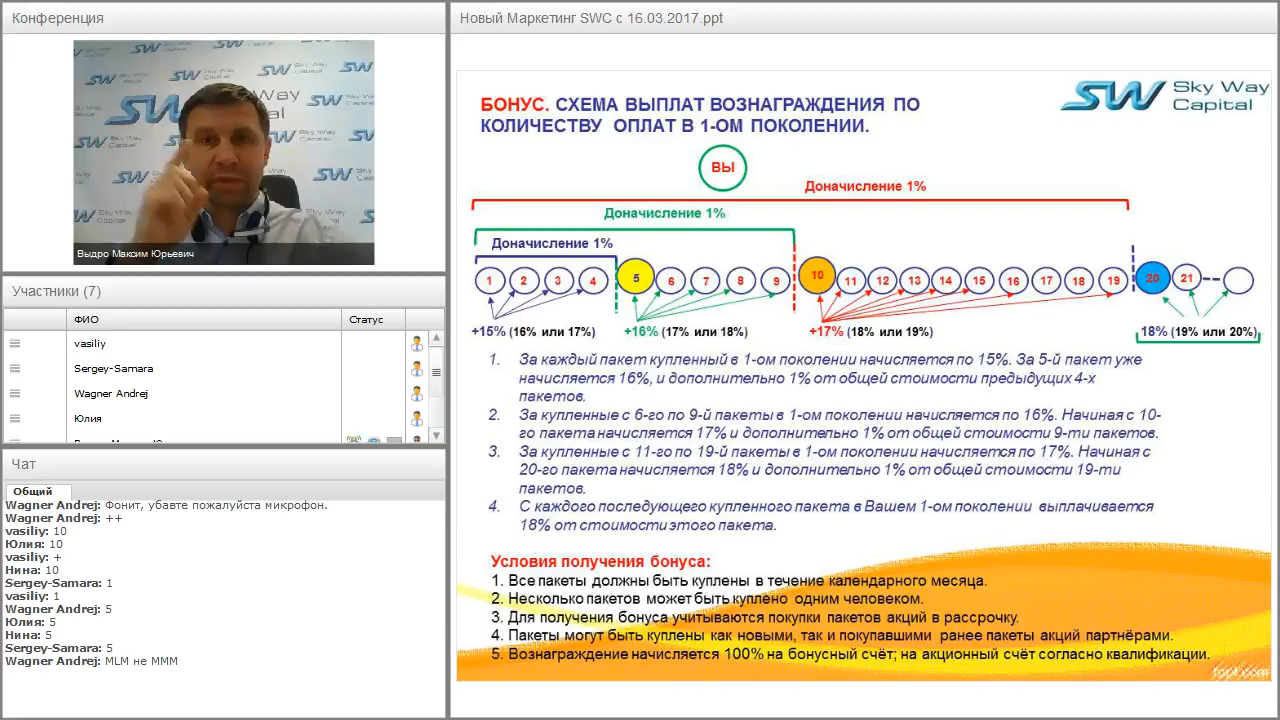 Конференция
SW Sky Way Capital
Выдро Максим Юрьевич
Участники (7)
ФИО Статус
vasiliy
Sergey-Samara
Wagner Andrej
Юлия
Чат
Общий
Wagner Andrej: Фонит, убавте пожалуйста микрофон.
Wagner Andrej: ++
vasiliy: 10
Юлия: 10
vasiliy: +
Нина: 10
Sergey-Samara: 1
vasiliy: 1
Wagner Andrej: 5
Юлия: 5
Нина: 5
Sergey-Samara: 5
Wagner Andrej: MLM не МММ
Новый Маркетинг SWC с 16.03.2017.ppt
SW Sky Way
Capital
БОНУС. СХЕМА ВЫПЛАТ ВОЗНАГРАЖДЕНИЯ ПО
КОЛИЧЕСТВУ ОПЛАТ В 1-ОМ ПОКОЛЕНИИ.
ВЫ
Доначисление 1%
Доначисление 1%
Доначисление 1%
1 2 3 4 5 6 7 8 9 10 11 12 13 14 15 16 17 18 19 20 21
+15% (16% или 17%) +16% (17% или 18%) +17% (18% или 19%) 18% (19% или 20%)
1. За каждый пакет купленный в 1-ом поколении начисляется по 15%. За 5-й пакет уже
начисляется 16%, и дополнительно 1% от общей стоимости предыдущих 4-х
пакетов.
2. За купленные с 6-го по 9-й пакеты в 1-ом поколении начисляется по 16%. Начиная с 10-
го пакета начисляется 17% и дополнительно 1% от общей стоимости 9-ти пакетов.
3. За купленные с 11-го по 19-й пакеты в 1-ом поколении начисляется по 17%. Начиная с
20-го пакета начисляется 18% и дополнительно 1% от общей стоимости 19-ти
пакетов.
4. С каждого последующего купленного пакета в Вашем 1-ом поколении выплачивается
18% от стоимости этого пакета.
Условия получения бонуса:
1. Все пакеты должны быть куплены в течение календарного месяца.
2. Несколько пакетов может быть куплено одним человеком.
3. Для получения бонуса учитываются покупки пакетов акций в рассрочку.
4. Пакеты могут быть куплены как новыми, так и покупавшими ранее пакеты акций партнёрами.
5. Вознаграждение начисляется 100% на бонусный счёт; на акционный счёт согласно квалификации.
fppt.com